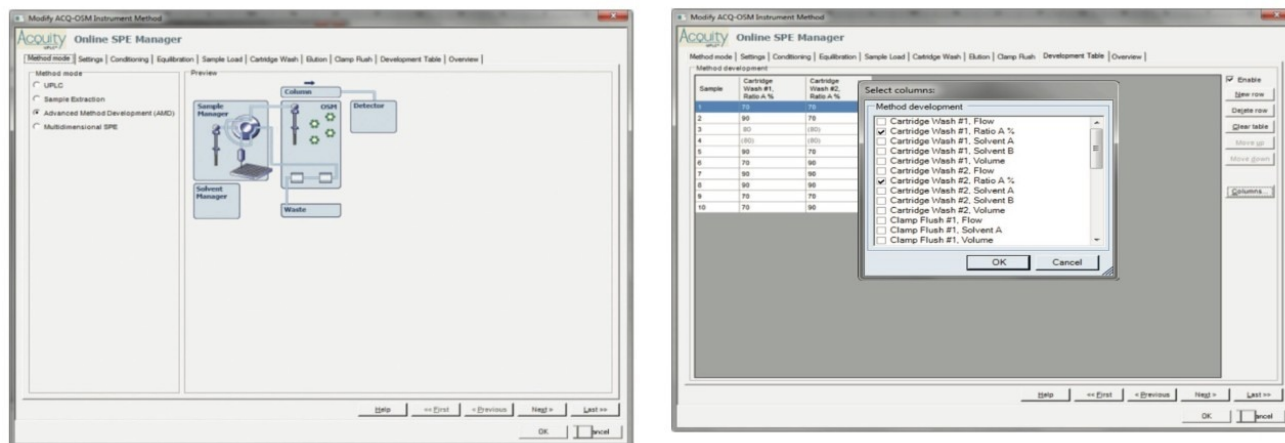 Modify ACQ-OSM Instrument Method
Acquity Online SPE Manager
UPLC
Method mode | Settings | Conditioning | Equilibration | Sample Load | Cartridge Wash | Elution | Clamp Flush | Development Table | Overview
Method mode
UPLC
Sample Extraction
Advanced Method Development (AMD)
Multidimensional SPE
Preview
Column
Sample Manager
OSM
Detector
Solvent Manager
Waste
Help << First < Previous Next > Last >>
OK ancel
Modify ACQ-OSM Instrument Method
Acquity Online SPE Manager
UPLC
Method mode | Settings | Conditioning | Equilibration | Sample Load | Cartridge Wash | Elution | Clamp Flush | Development Table | Overview
Method development
Sample Cartridge Wash #1, Ratio A % Cartridge Wash #2, Ratio A %
1 70 70
2 90 70
3 80 (80)
4 (80) (80)
5 90 70
6 70 90
7 90 90
8 90 90
9 70 70
10 70 90
Enable
New row
Delete row
Clear table
Move up
Move down
Columns...
Select columns:
Method development
Cartridge Wash #1, Flow
Cartridge Wash #1, Ratio A %
Cartridge Wash #1, Solvent A
Cartridge Wash #1, Solvent B
Cartridge Wash #1, Volume
Cartridge Wash #2, Flow
Cartridge Wash #2, Ratio A %
Cartridge Wash #2, Solvent A
Cartridge Wash #2, Solvent B
Cartridge Wash #2, Volume
Clamp Flush #1, Flow
Clamp Flush #1, Solvent A
Clamp Flush #1, Volume
OK Cancel
Help << First < Previous Next > Last >>
OK ancel